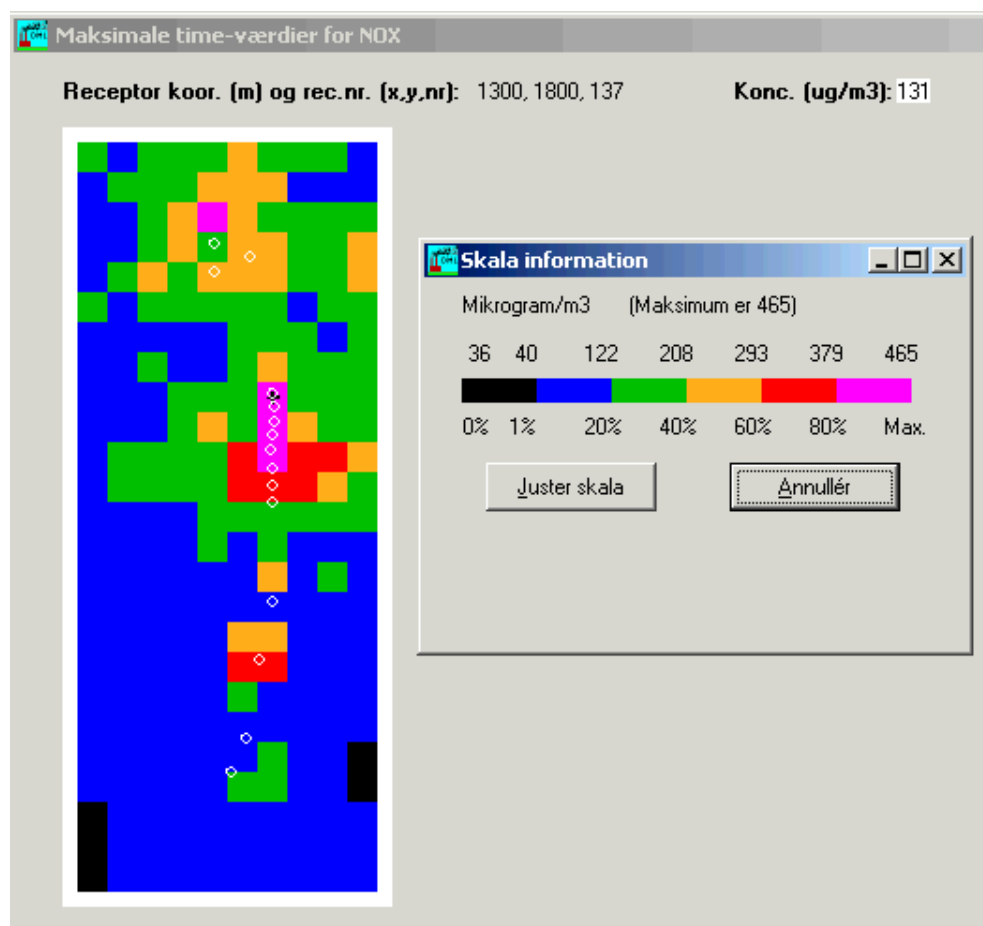 Maksimale time-værdier for NOX
Receptor koor. (m) og rec.nr. (x,y,nr): 1300, 1800, 137 Konc. (ug/m3): 131
Skala information
Mikrogram/m3 (Maksimum er 465)
36 40 122 208 293 379 465
0% 1% 20% 40% 60% 80% Max.
Juster skala Annullér